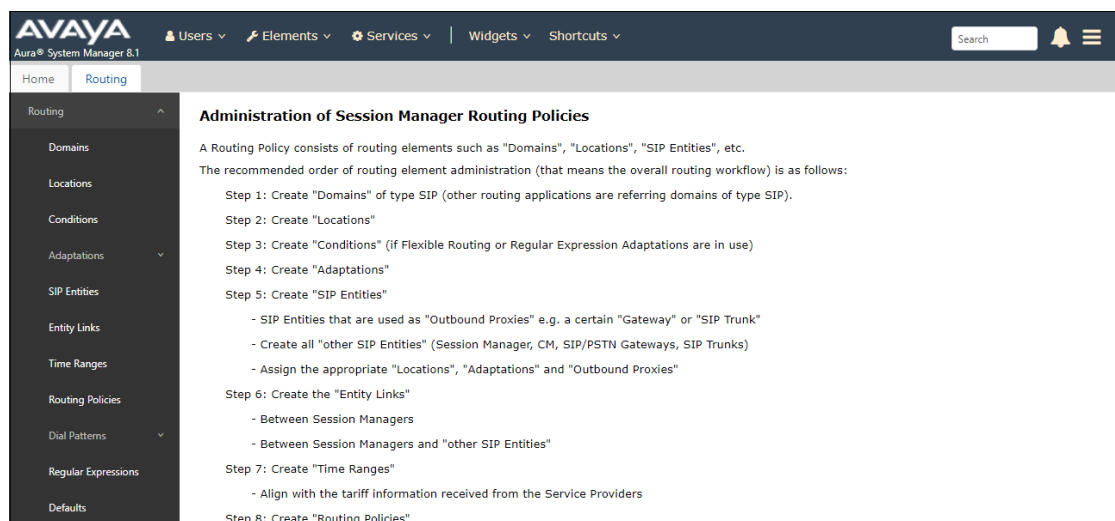 AVAYA
Aura® System Manager 8.1
Users Elements Services Widgets Shortcuts
Search
Home Routing
Routing
Domains
Locations
Conditions
Adaptations
SIP Entities
Entity Links
Time Ranges
Routing Policies
Dial Patterns
Regular Expressions
Defaults
Administration of Session Manager Routing Policies
A Routing Policy consists of routing elements such as "Domains", "Locations", "SIP Entities", etc.
The recommended order of routing element administration (that means the overall routing workflow) is as follows:
Step 1: Create "Domains" of type SIP (other routing applications are referring domains of type SIP).
Step 2: Create "Locations"
Step 3: Create "Conditions" (if Flexible Routing or Regular Expression Adaptations are in use)
Step 4: Create "Adaptations"
Step 5: Create "SIP Entities"
- SIP Entities that are used as "Outbound Proxies" e.g. a certain "Gateway" or "SIP Trunk"
- Create all "other SIP Entities" (Session Manager, CM, SIP/PSTN Gateways, SIP Trunks)
- Assign the appropriate "Locations", "Adaptations" and "Outbound Proxies"
Step 6: Create the "Entity Links"
- Between Session Managers
- Between Session Managers and "other SIP Entities"
Step 7: Create "Time Ranges"
- Align with the tariff information received from the Service Providers
Step 8: Create "Routing Policies"